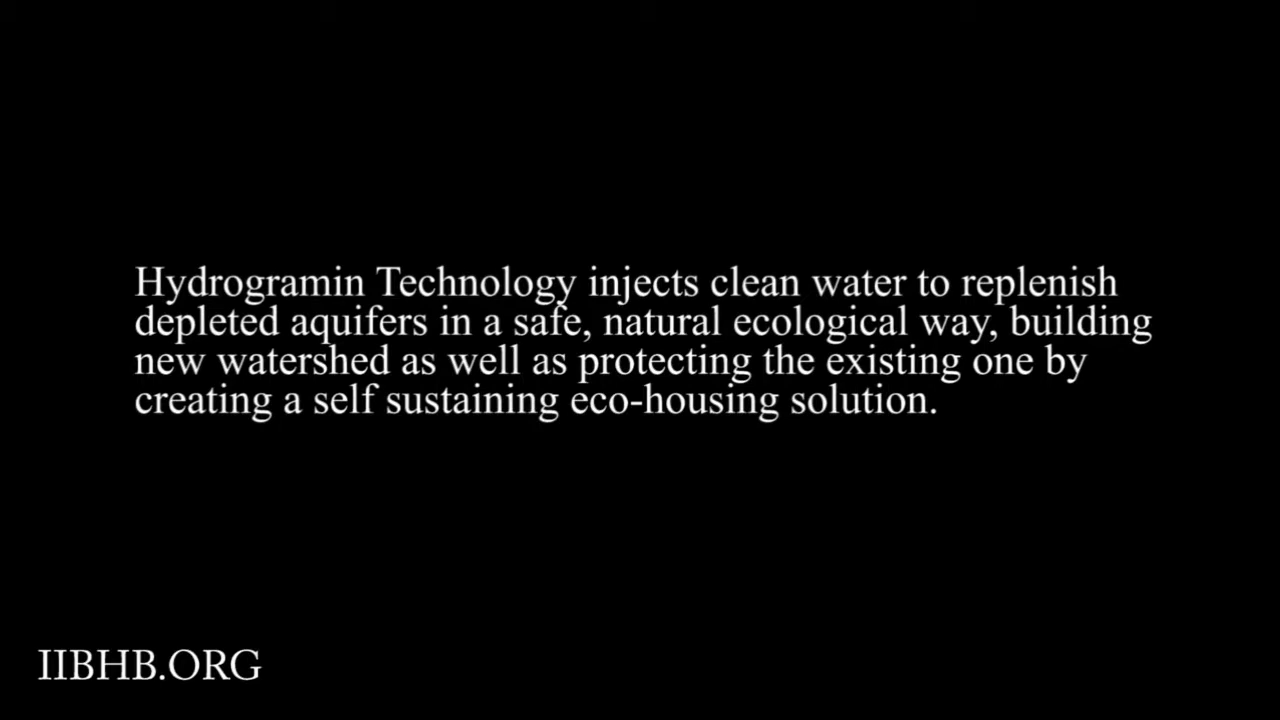 Hydrogramin Technology injects clean water to replenish
depleted aquifers in a safe, natural ecological way, building
new watershed as well as protecting the existing one by
creating a self sustaining eco-housing solution.
IIBHB.ORG